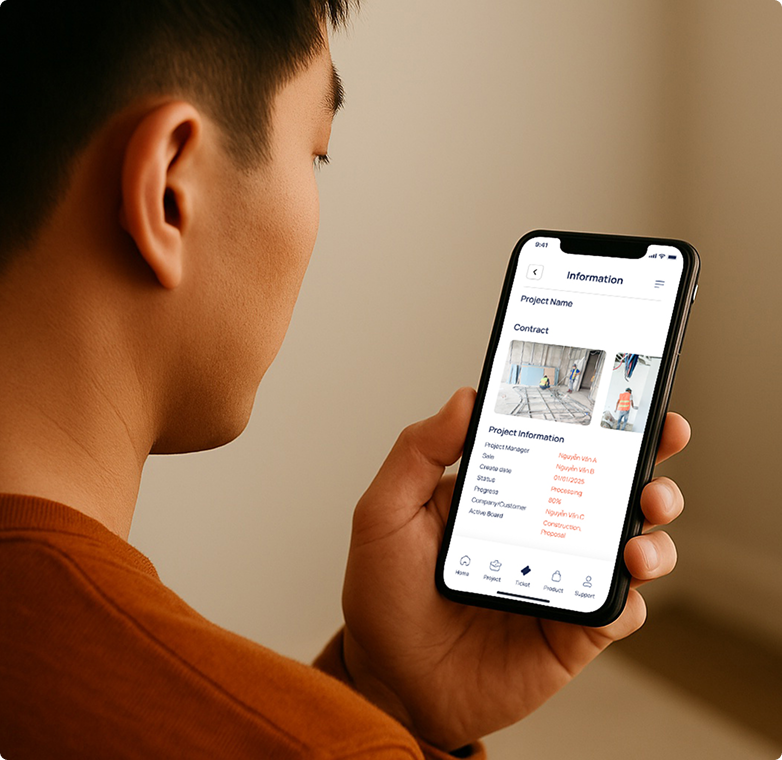 9:41
Information
Project Name
Contract
Project Information
Project Manager Nguyễn Văn A
Sale Nguyễn Văn B
Create date 01/01/2025
Status Processing
Progress 80%
Company/Customer Nguyễn Văn C
Active Board Construction,
Proposal
Home Project Ticket Product Support